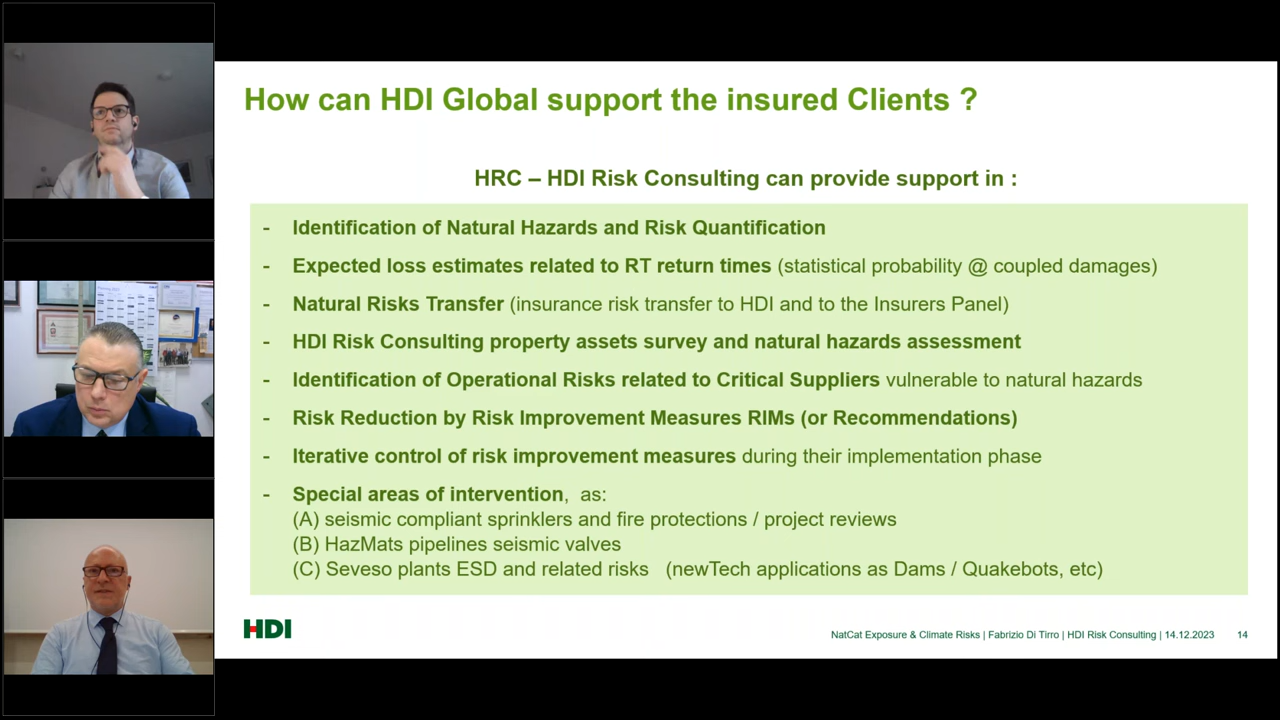 How can HDI Global support the insured Clients ?
HRC – HDI Risk Consulting can provide support in :
- Identification of Natural Hazards and Risk Quantification
- Expected loss estimates related to RT return times (statistical probability @ coupled damages)
- Natural Risks Transfer (insurance risk transfer to HDI and to the Insurers Panel)
- HDI Risk Consulting property assets survey and natural hazards assessment
- Identification of Operational Risks related to Critical Suppliers vulnerable to natural hazards
- Risk Reduction by Risk Improvement Measures RIMs (or Recommendations)
- Iterative control of risk improvement measures during their implementation phase
- Special areas of intervention, as:
(A) seismic compliant sprinklers and fire protections / project reviews
(B) HazMats pipelines seismic valves
(C) Seveso plants ESD and related risks (newTech applications as Dams / Quakebots, etc)
HDI
NatCat Exposure & Climate Risks | Fabrizio Di Tirro | HDI Risk Consulting | 14.12.2023 14